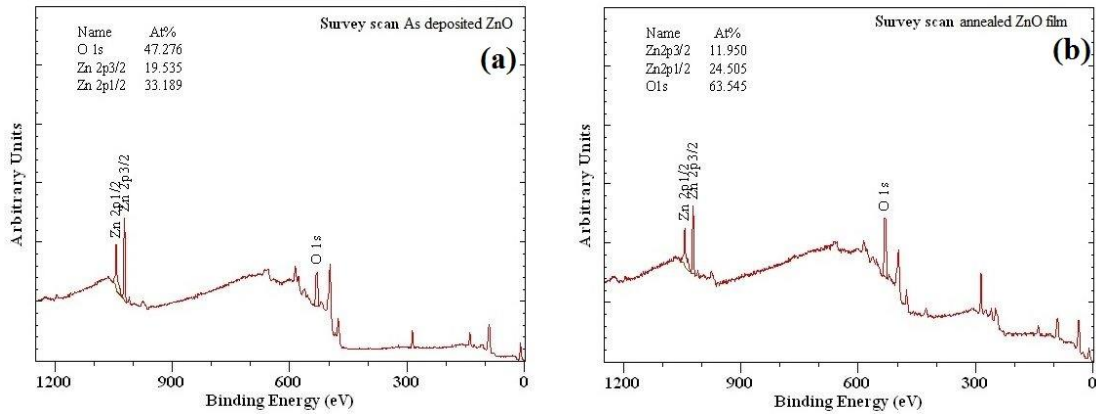 Survey scan As deposited ZnO
(a)
Name At%
O 1s 47.276
Zn 2p3/2 19.535
Zn 2p1/2 33.189
Zn 2p1/2
Zn 2p3/2
O 1s
Arbitrary Units
1200 900 600 300 0
Binding Energy (eV)
Survey scan annealed ZnO film
(b)
Name At%
Zn2p3/2 11.950
Zn2p1/2 24.505
O1s 63.545
Zn 2p1/2
Zn 2p3/2
O 1s
Arbitrary Units
1200 900 600 300 0
Binding Energy (eV)